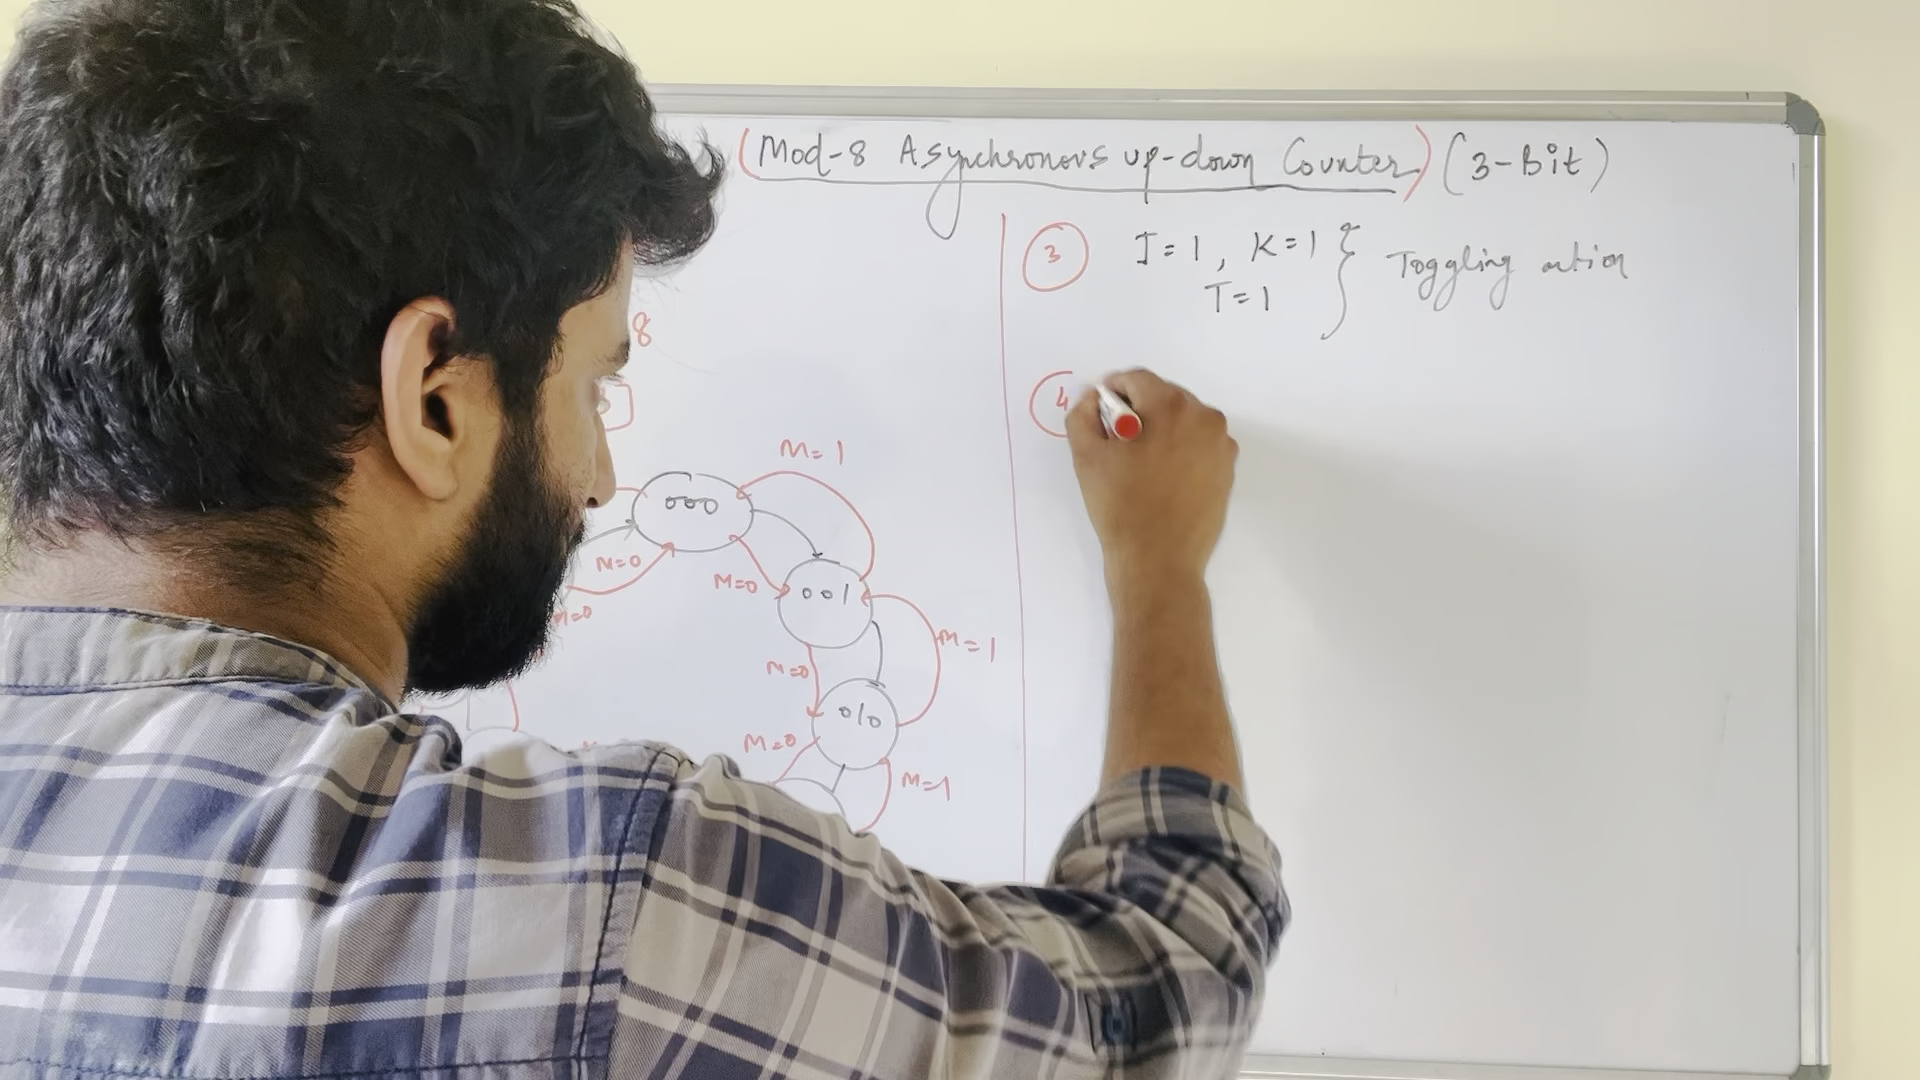 (Mod-8 Asynchronous up-down Counter) (3-Bit)
3 J=1, K=1 } Toggling action
T=1
8
4
M=1
000
M=0
M=0
001
M=0
M=1
M=0
010
M=0
M=1